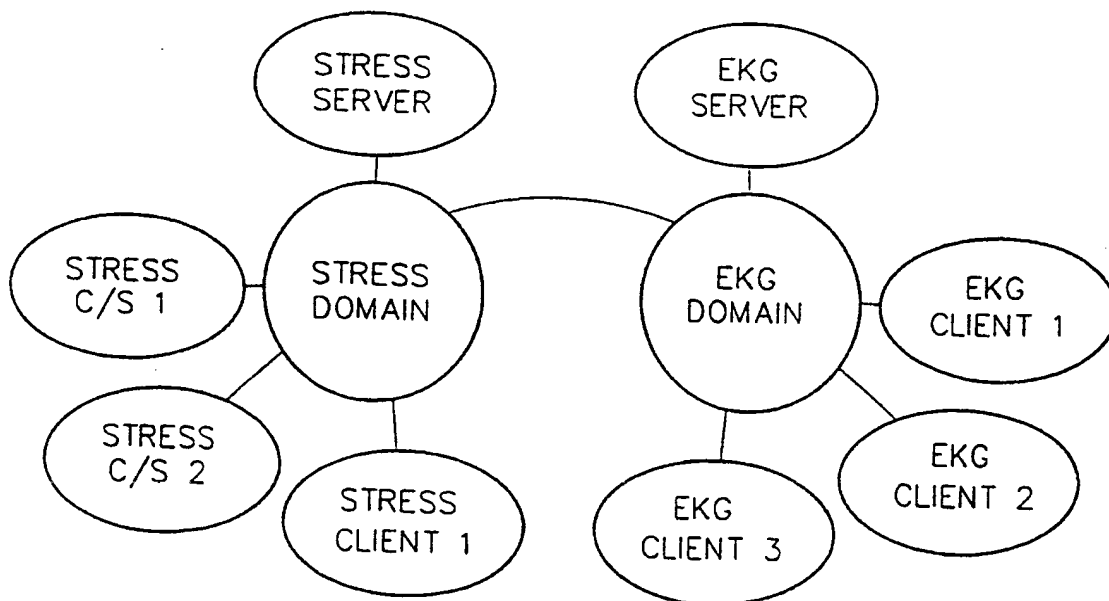 STRESS
SERVER
EKG
SERVER
STRESS
C/S 1
STRESS
DOMAIN
EKG
DOMAIN
EKG
CLIENT 1
STRESS
C/S 2
STRESS
CLIENT 1
EKG
CLIENT 3
EKG
CLIENT 2